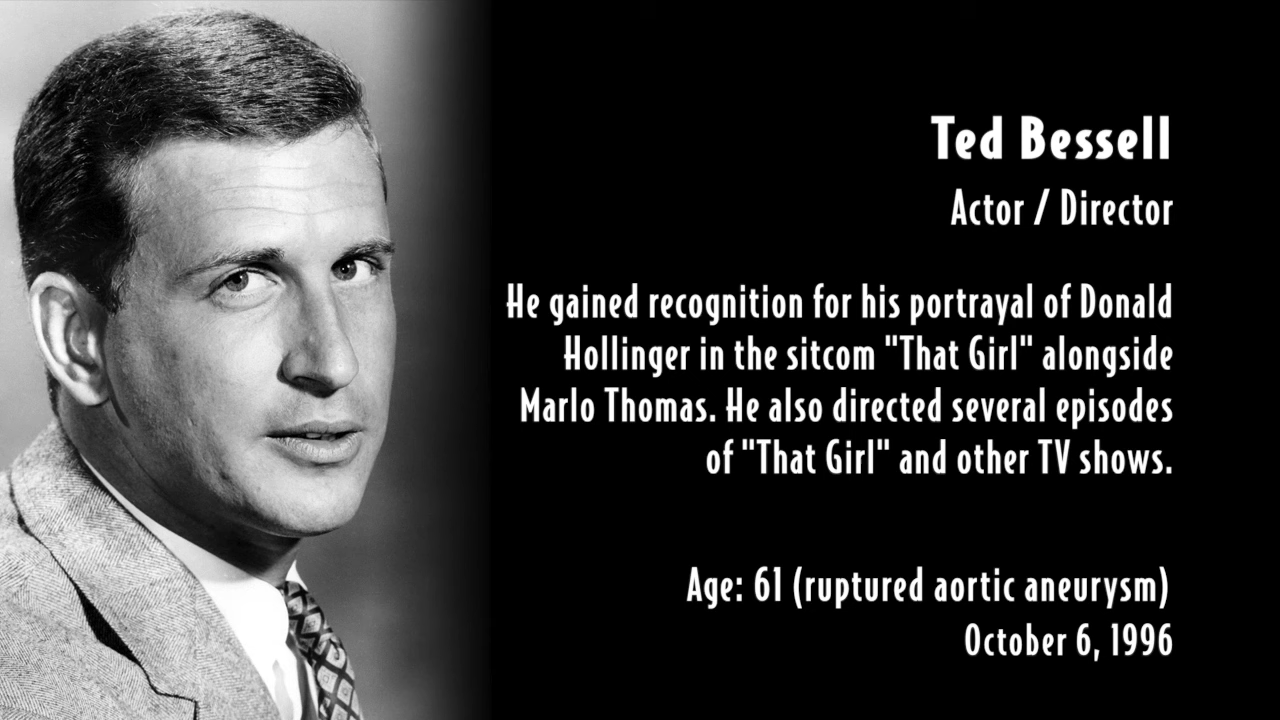 Ted Bessell
Actor / Director
He gained recognition for his portrayal of Donald
Hollinger in the sitcom "That Girl" alongside
Marlo Thomas. He also directed several episodes
of "That Girl" and other TV shows.
Age: 61 (ruptured aortic aneurysm)
October 6, 1996